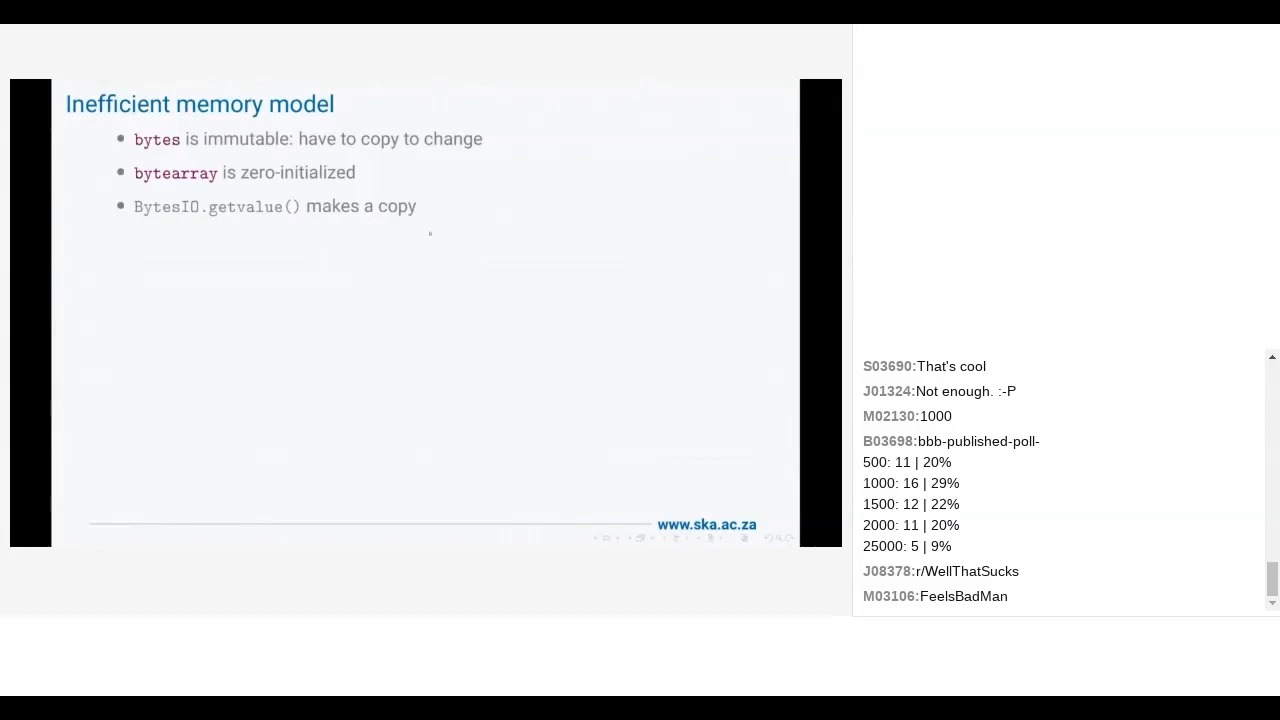 Inefficient memory model
bytes is immutable: have to copy to change
bytearray is zero-initialized
BytesIO.getvalue() makes a copy
www.ska.ac.za
S03690:That's cool
J01324:Not enough. :-P
M02130:1000
B03698:bbb-published-poll-
500: 11 | 20%
1000: 16 | 29%
1500: 12 | 22%
2000: 11 | 20%
25000: 5 | 9%
J08378:r/WellThatSucks
M03106:FeelsBadMan